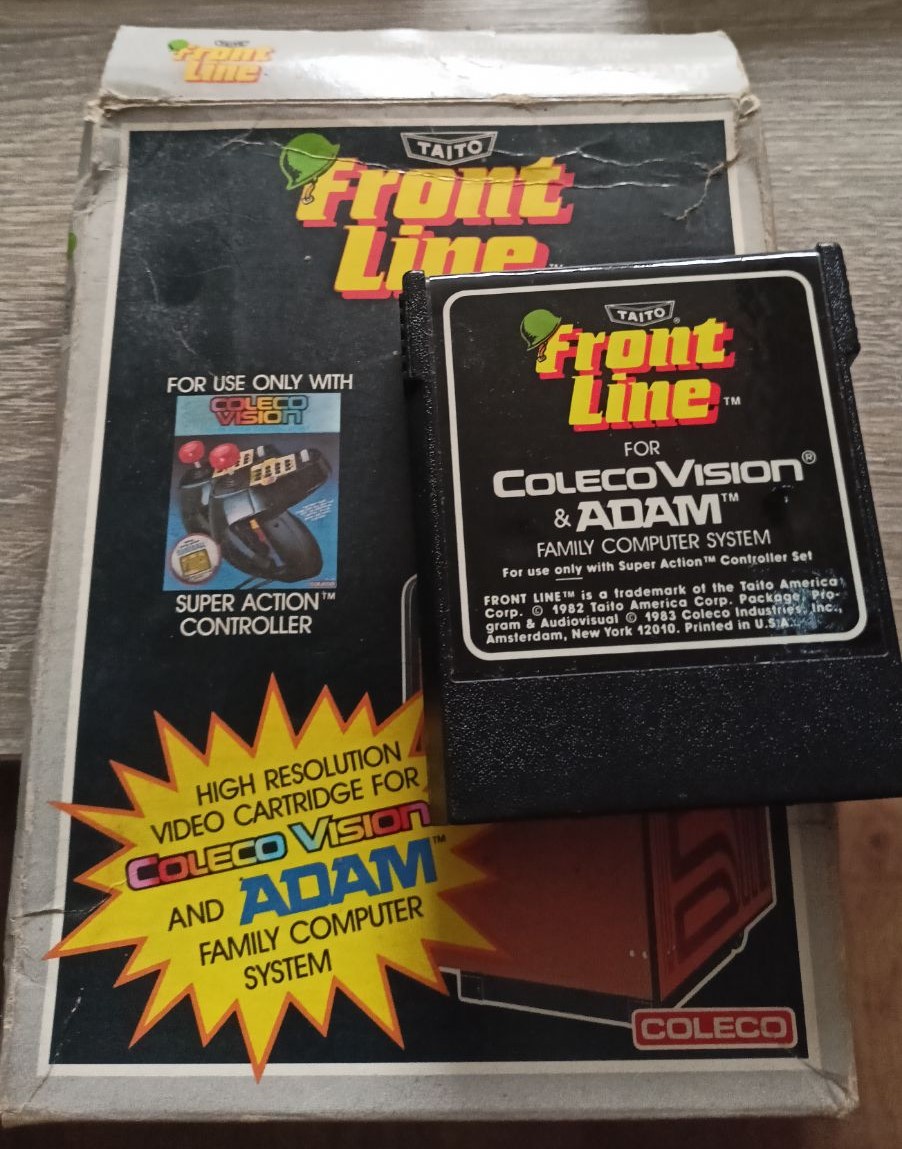 TAITO
Front
Line
TAITO
Front
Line™
FOR USE ONLY WITH
COLECO
VISION
SUPER ACTION™
CONTROLLER
HIGH RESOLUTION
VIDEO CARTRIDGE FOR
COLECOVISION
AND ADAM™
FAMILY COMPUTER
SYSTEM
COLECO
TAITO®
Front
Line™
FOR
COLECOVISION®
& ADAM™
FAMILY COMPUTER SYSTEM
For use only with Super Action™ Controller Set
FRONT LINE™ is a trademark of the Taito America
Corp. © 1982 Taito America Corp. Package, Pro-
gram & Audiovisual © 1983 Coleco Industries, Inc.,
Amsterdam, New York 12010. Printed in U.S.A.